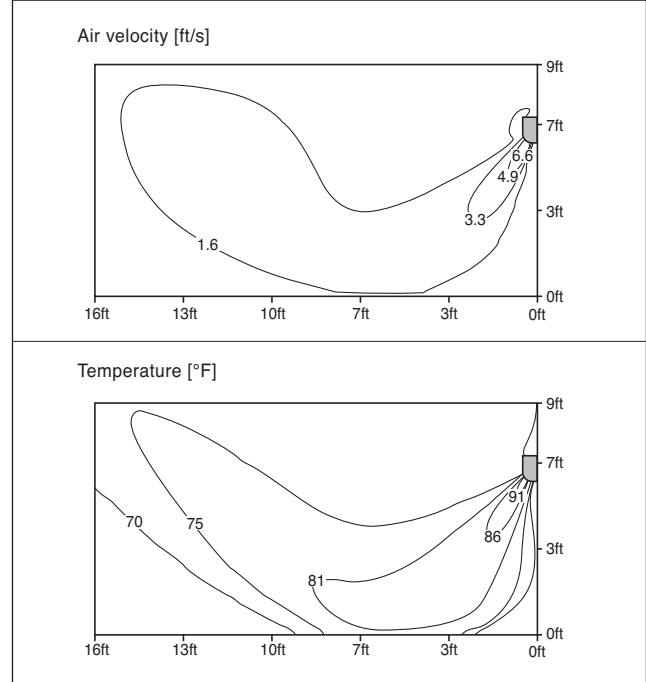 Air velocity [ft/s]
9ft
7ft
6.6
4.9
3ft
3.3
1.6
0ft
16ft 13ft 10ft 7ft 3ft 0ft
Temperature [°F]
9ft
7ft
91
70 75
86
3ft
81
0ft
16ft 13ft 10ft 7ft 3ft 0ft